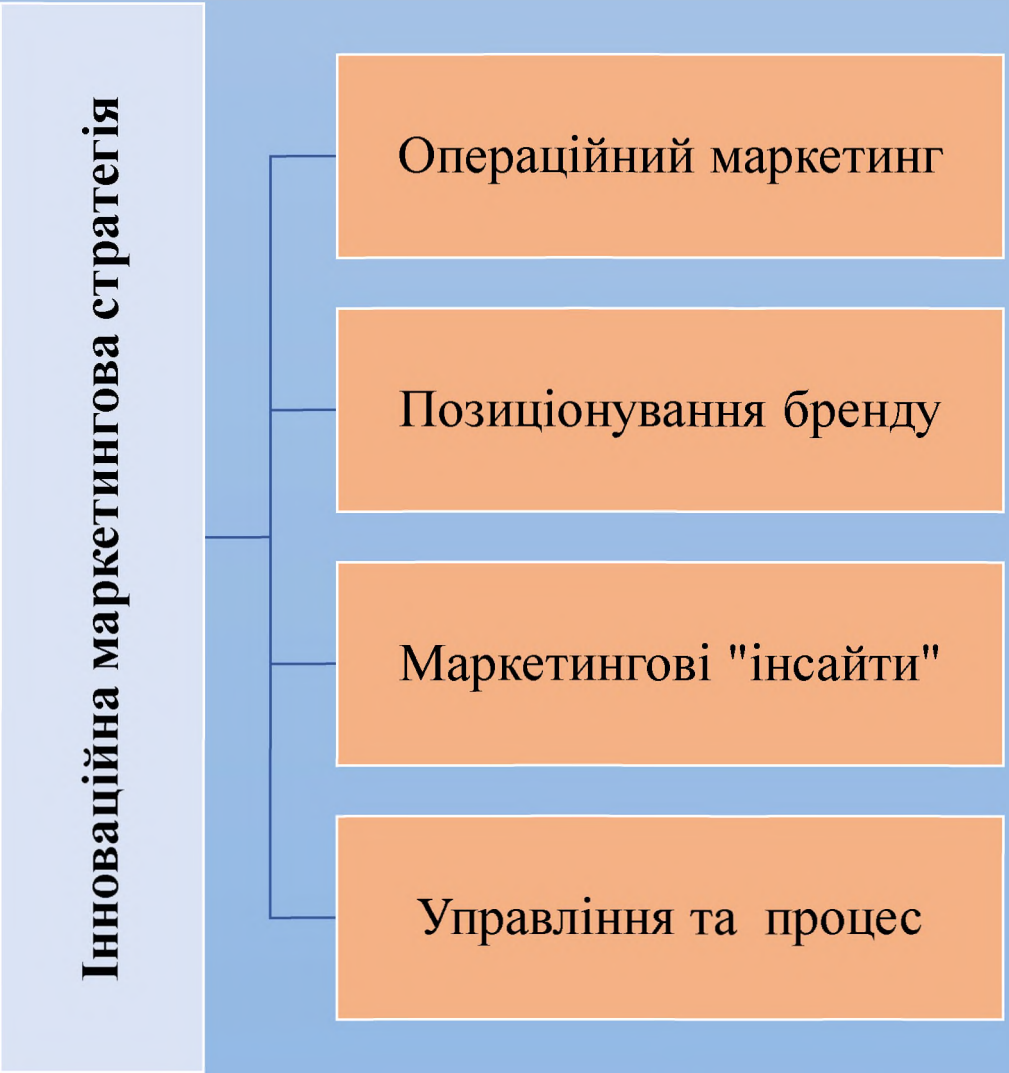 Інноваційна маркетингова стратегія
Операційний маркетинг
Позиціонування бренду
Маркетингові "інсайти"
Управління та процес